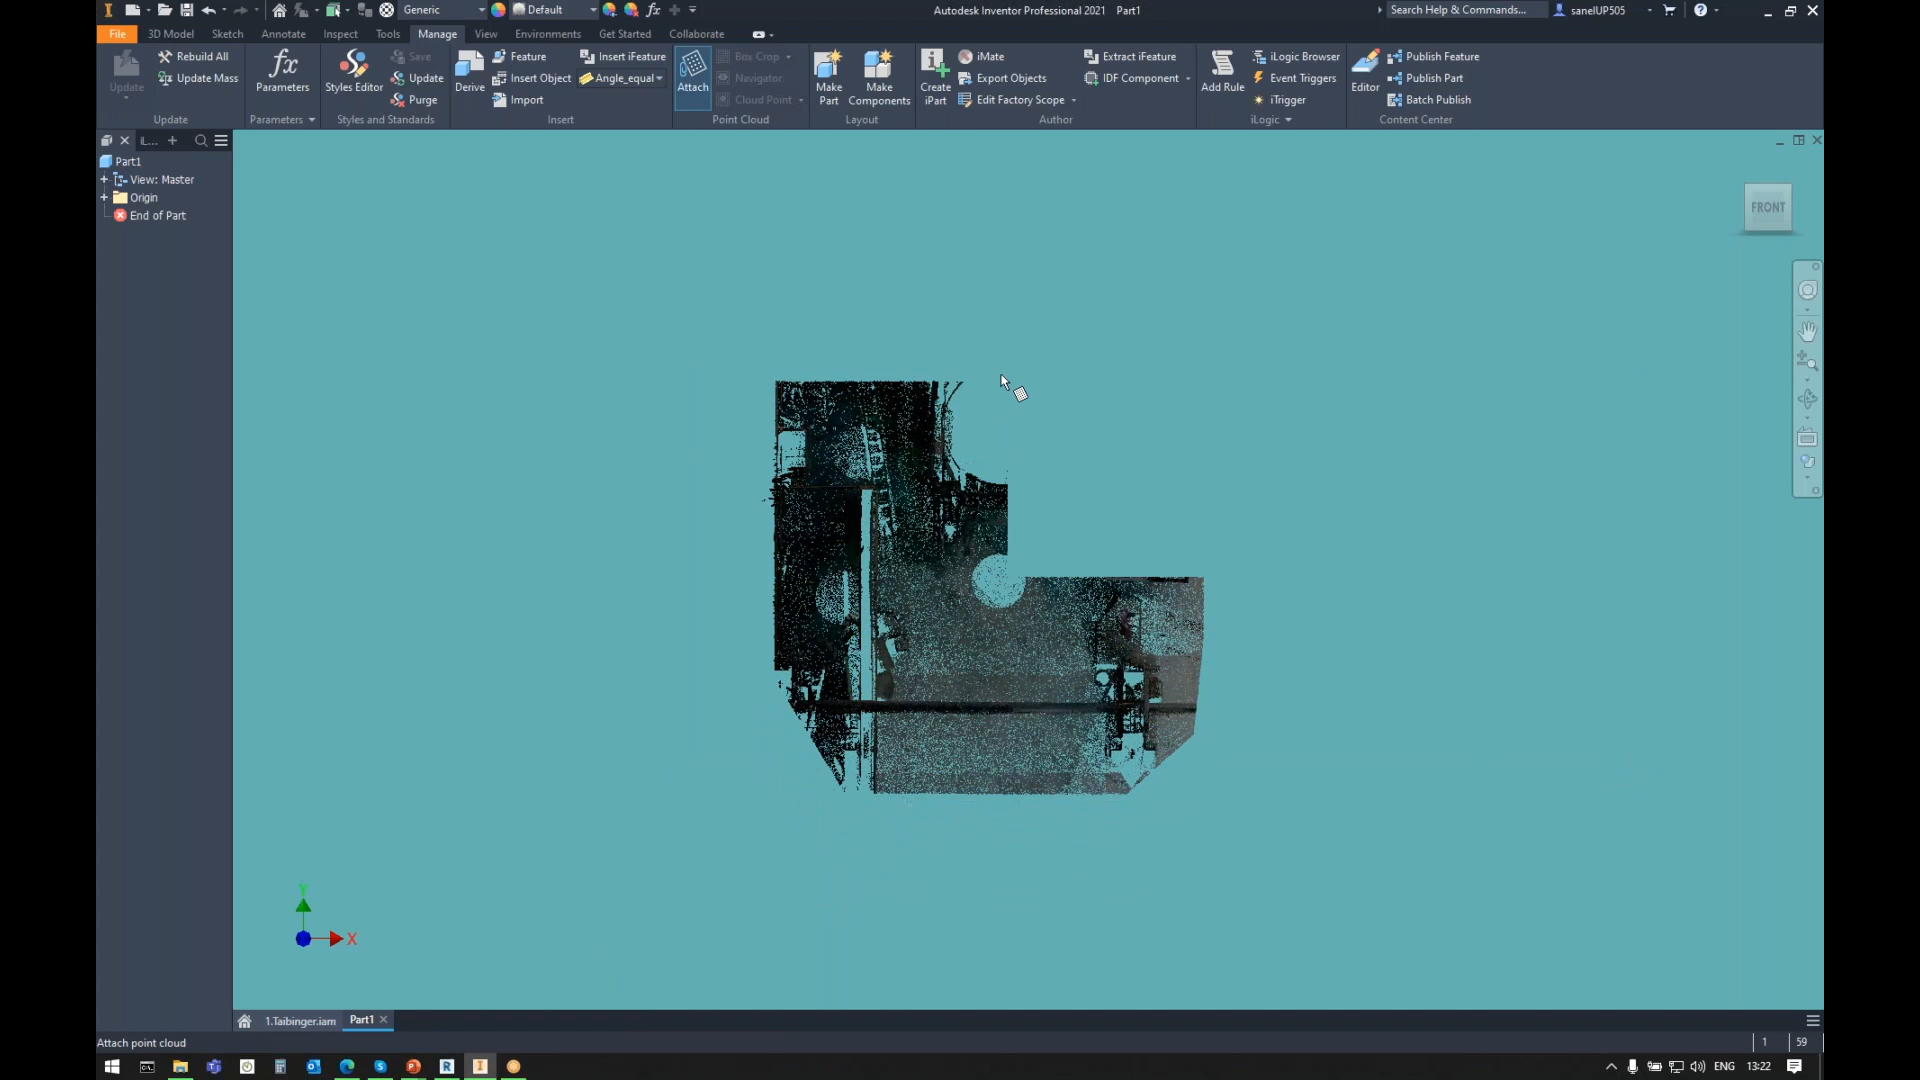 Generic
Default
Autodesk Inventor Professional 2021 Part1
Search Help & Commands...
sanelUP505
File 3D Model Sketch Annotate Inspect Tools Manage View Environments Get Started Collaborate
Update
Rebuild All
Update Mass
Update
Parameters
Parameters
Styles Editor
Save
Update
Purge
Styles and Standards
Derive
Feature
Insert Object
Import
Insert iFeature
Angle_equal
Insert
Attach
Box Crop
Navigator
Cloud Point
Point Cloud
Make Part
Make Components
Layout
Create iPart
iMate
Export Objects
Edit Factory Scope
Extract iFeature
IDF Component
Author
Add Rule
iLogic Browser
Event Triggers
iTrigger
iLogic
Editor
Publish Feature
Publish Part
Batch Publish
Content Center
iL...
Part1
View: Master
Origin
End of Part
FRONT
Y
X
1.Taibinger.iam
Part1
Attach point cloud
1 59
ENG 13:22